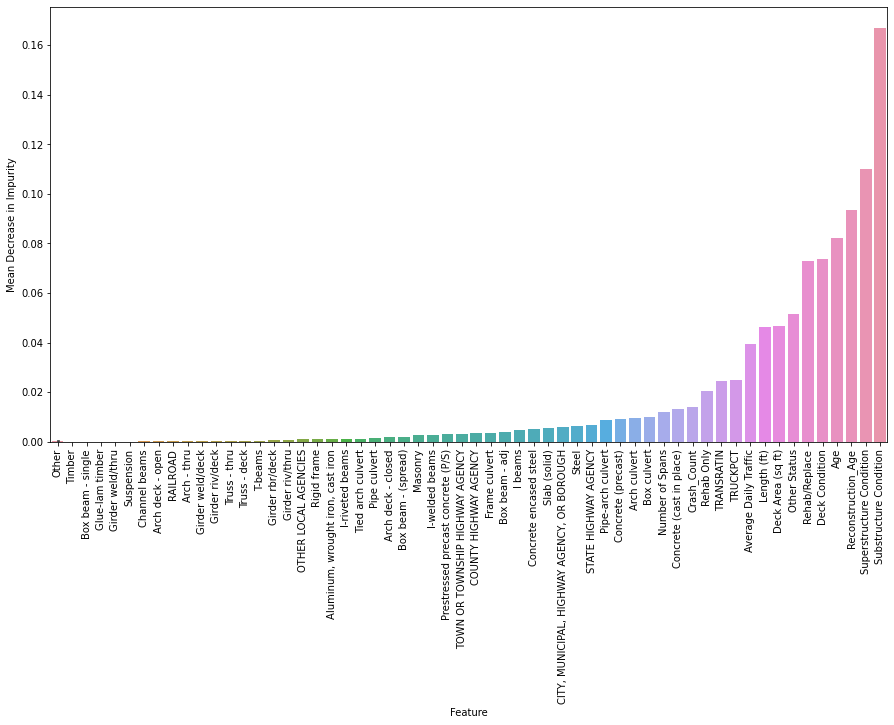 0.16
0.14
0.12
0.10
0.08
0.06
0.04
0.02
0.00
Mean Decrease in Impurity
Other
Timber
Box beam - single
Glue-lam timber
Girder weld/thru
Suspension
Channel beams
Arch deck - open
RAILROAD
Arch - thru
Girder weld/deck
Girder riv/deck
Truss - thru
Truss - deck
T-beams
Girder rbr/deck
Girder riv/thru
OTHER LOCAL AGENCIES
Rigid frame
Aluminum, wrought iron, cast iron
I-riveted beams
Tied arch culvert
Pipe culvert
Arch deck - closed
Box beam - (spread)
Masonry
I-welded beams
Prestressed precast concrete (P/S)
TOWN OR TOWNSHIP HIGHWAY AGENCY
COUNTY HIGHWAY AGENCY
Frame culvert
Box beam - adj
I beams
Concrete encased steel
Slab (solid)
CITY, MUNICIPAL, HIGHWAY AGENCY, OR BOROUGH
Steel
STATE HIGHWAY AGENCY
Pipe-arch culvert
Concrete (precast)
Arch culvert
Box culvert
Number of Spans
Concrete (cast in place)
Crash_Count
Rehab Only
TRANSRATIN
TRUCKPCT
Average Daily Traffic
Length (ft)
Deck Area (sq ft)
Other Status
Rehab/Replace
Deck Condition
Age
Reconstruction_Age
Superstructure Condition
Substructure Condition
Feature